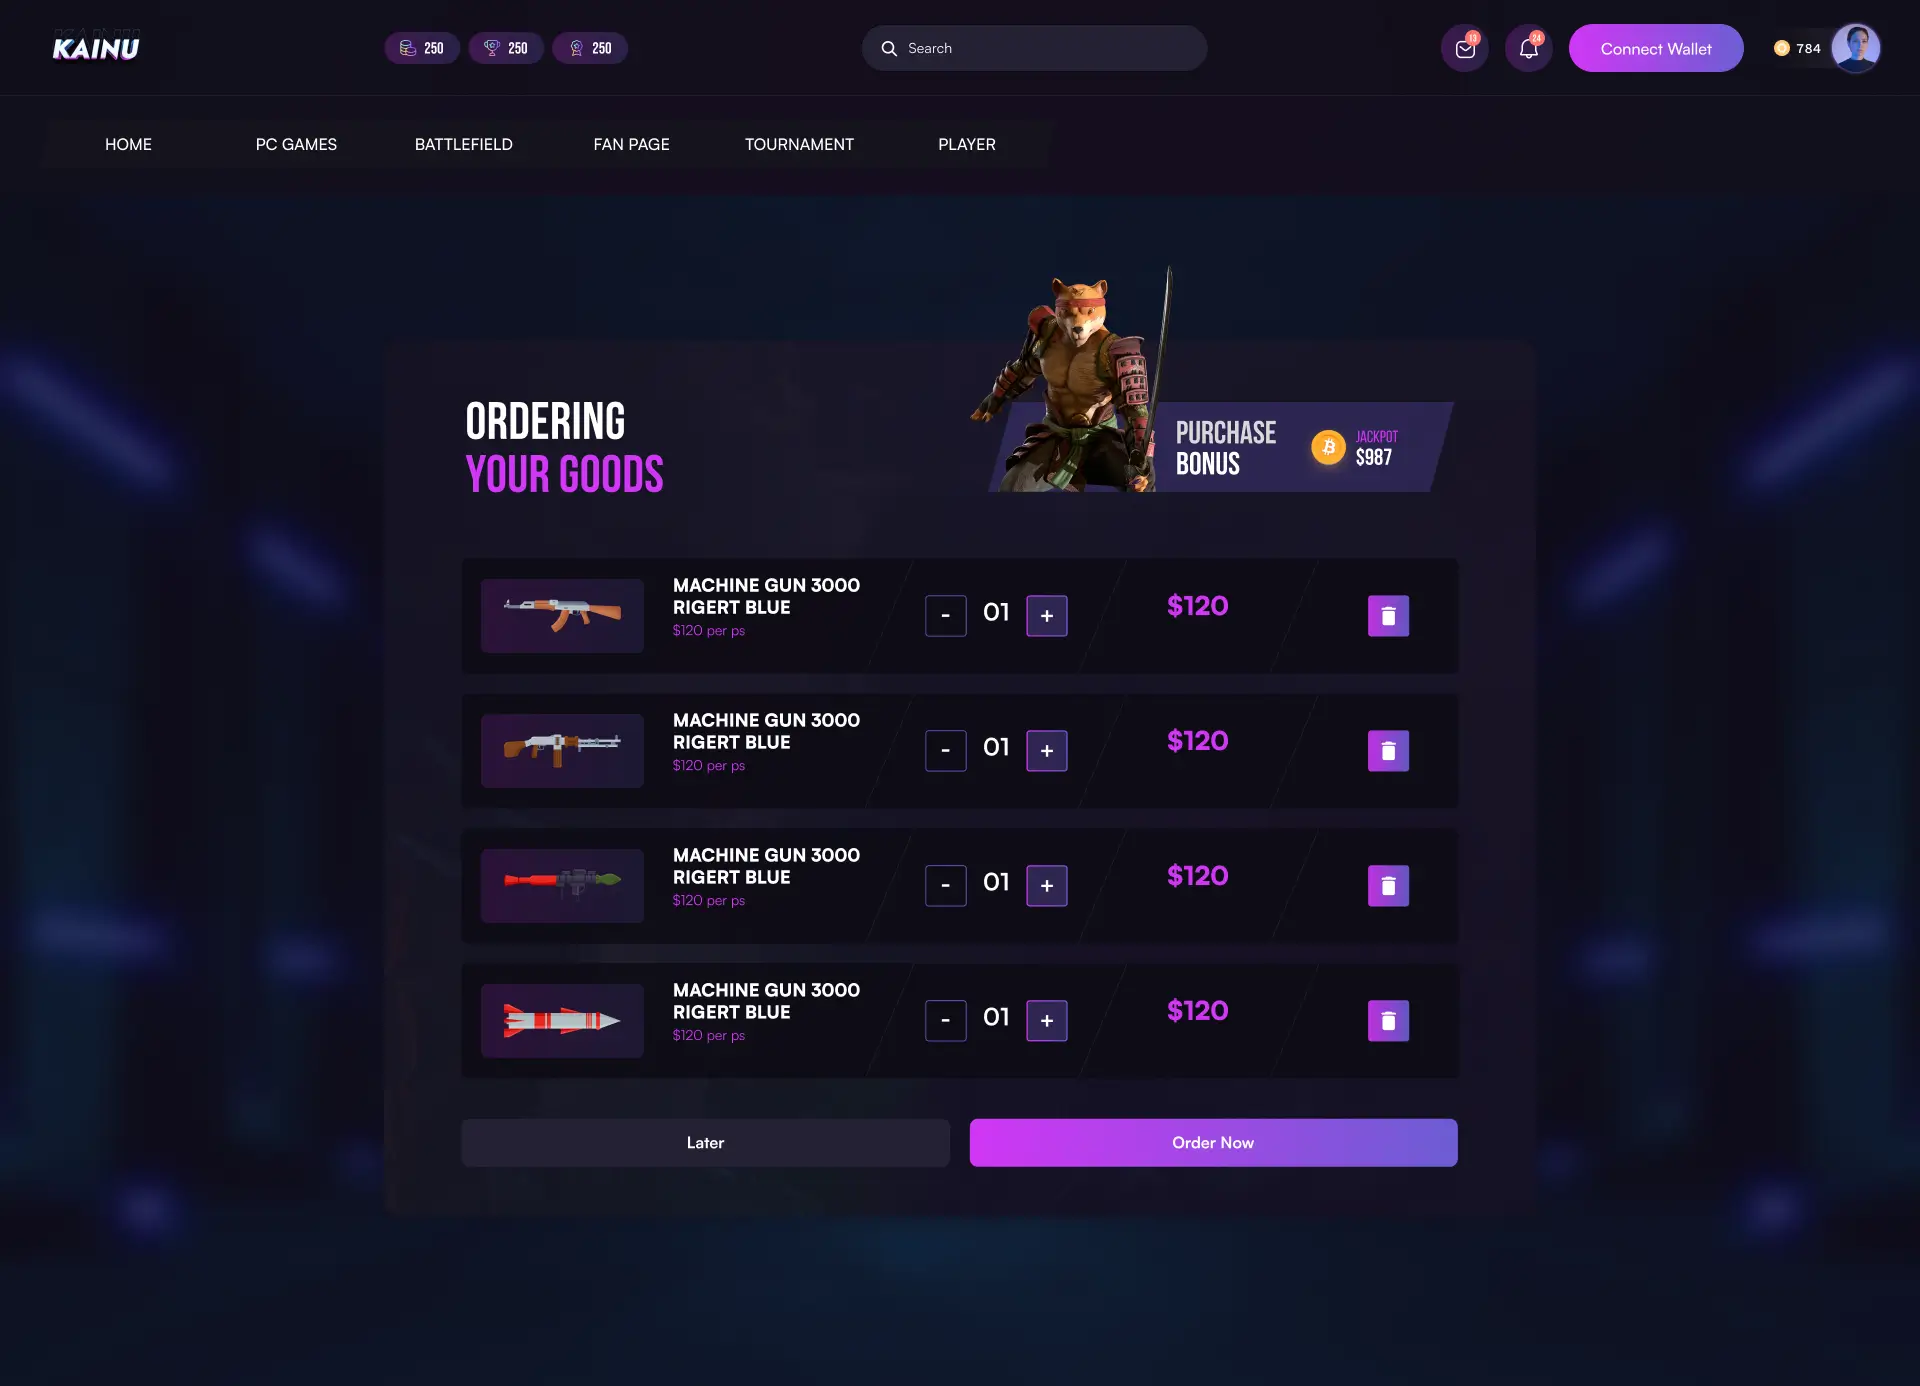 KAINU
250
250
250
Search
13
24
Connect Wallet
784
HOME
PC GAMES
BATTLEFIELD
FAN PAGE
TOURNAMENT
PLAYER
ORDERING
YOUR GOODS
PURCHASE
BONUS
JACKPOT
$987
MACHINE GUN 3000
RIGERT BLUE
$120 per ps
- 01 +
$120
MACHINE GUN 3000
RIGERT BLUE
$120 per ps
- 01 +
$120
MACHINE GUN 3000
RIGERT BLUE
$120 per ps
- 01 +
$120
MACHINE GUN 3000
RIGERT BLUE
$120 per ps
- 01 +
$120
Later
Order Now